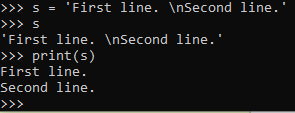 >>> s = 'First line. \nSecond line.'
>>> s
'First line. \nSecond line.'
>>> print(s)
First line.
Second line.
>>>